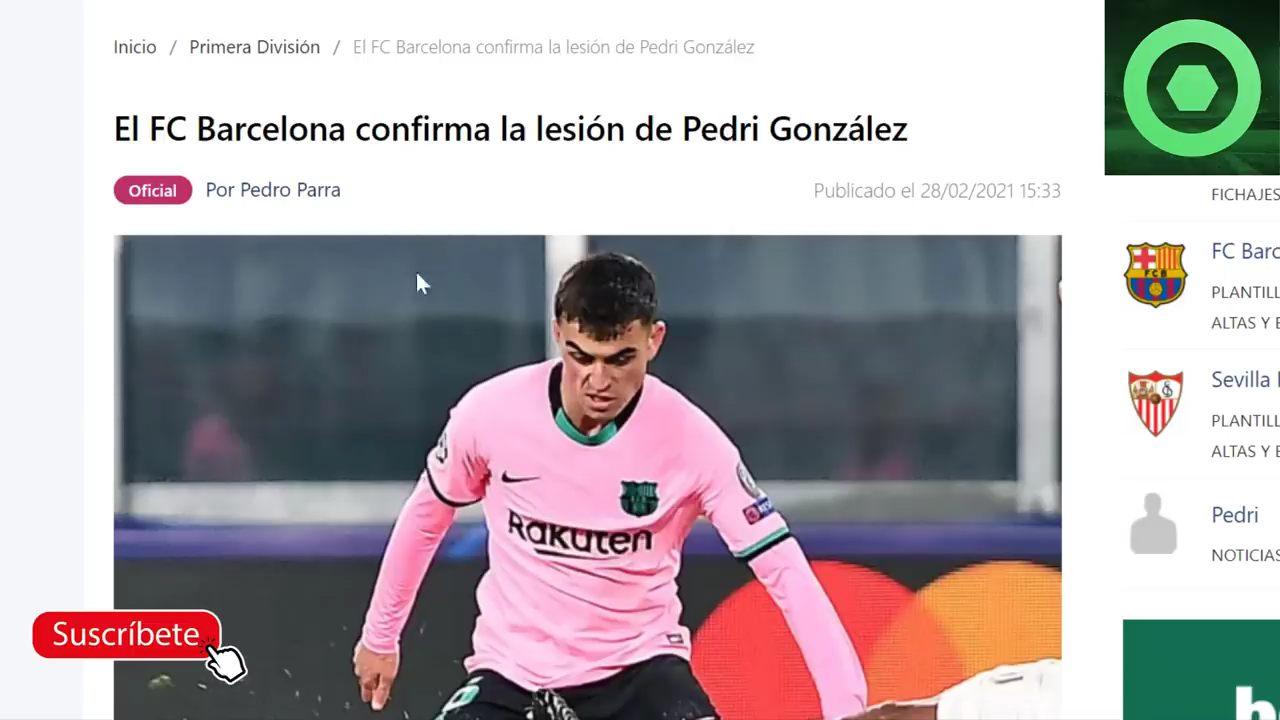 Inicio / Primera División / El FC Barcelona confirma la lesión de Pedri González
El FC Barcelona confirma la lesión de Pedri González
Oficial Por Pedro Parra
Publicado el 28/02/2021 15:33
FICHAJES
FC Barc
PLANTILL
ALTAS Y
Sevilla
PLANTILL
ALTAS Y
Pedri
NOTICIAS
FCB
Rakuten
Suscríbete